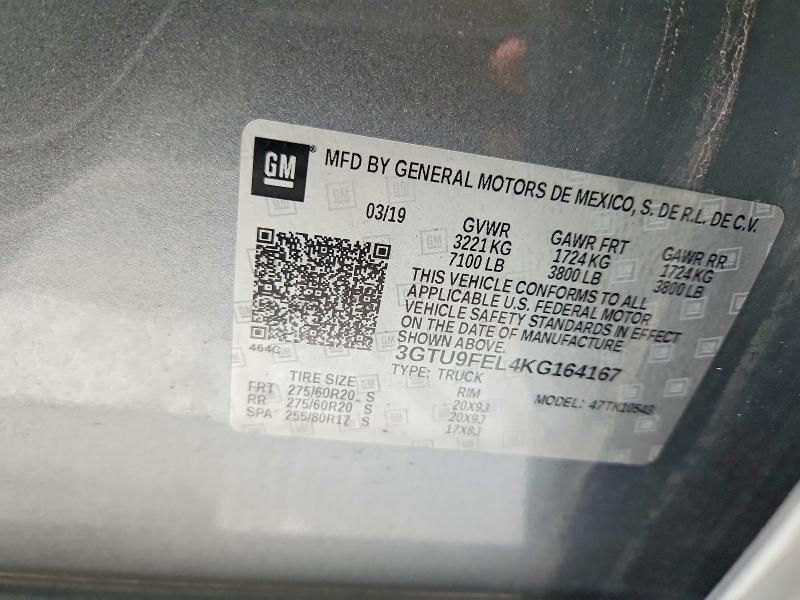 GM® MFD BY GENERAL MOTORS DE MEXICO, S. DE R.L. DE C.V.
03/19
GVWR GAWR FRT GAWR RR
3221 KG 1724 KG 1724 KG
7100 LB 3800 LB 3800 LB
THIS VEHICLE CONFORMS TO ALL
APPLICABLE U.S. FEDERAL MOTOR
VEHICLE SAFETY STANDARDS IN EFFECT
ON THE DATE OF MANUFACTURE
SHOWN ABOVE.
464C
3GTU9FEL4KG164167
TYPE: TRUCK
MODEL: 47TK10543
TIRE SIZE RIM
FRT 275/60R20 S 20X9J
RR 275/60R20 S 20X9J
SPA 255/80R17 S 17X8J